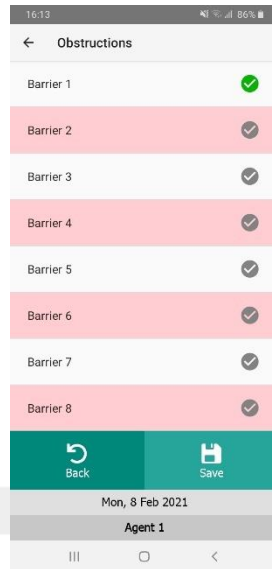 16:13 86%
Obstructions
Barrier 1
Barrier 2
Barrier 3
Barrier 4
Barrier 5
Barrier 6
Barrier 7
Barrier 8
Back Save
Mon, 8 Feb 2021
Agent 1